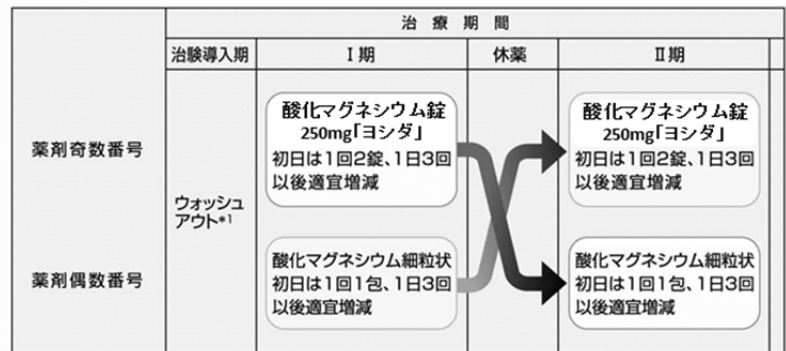 治療期間
治験導入期
Ⅰ期
休薬
Ⅱ期
薬剤奇数番号
薬剤偶数番号
ウォッシュ
アウト*1
酸化マグネシウム錠
250mg「ヨシダ」
初日は1回2錠、1日3回
以後適宜増減
酸化マグネシウム細粒状
初日は1回1包、1日3回
以後適宜増減
酸化マグネシウム錠
250mg「ヨシダ」
初日は1回2錠、1日3回
以後適宜増減
酸化マグネシウム細粒状
初日は1回1包、1日3回
以後適宜増減